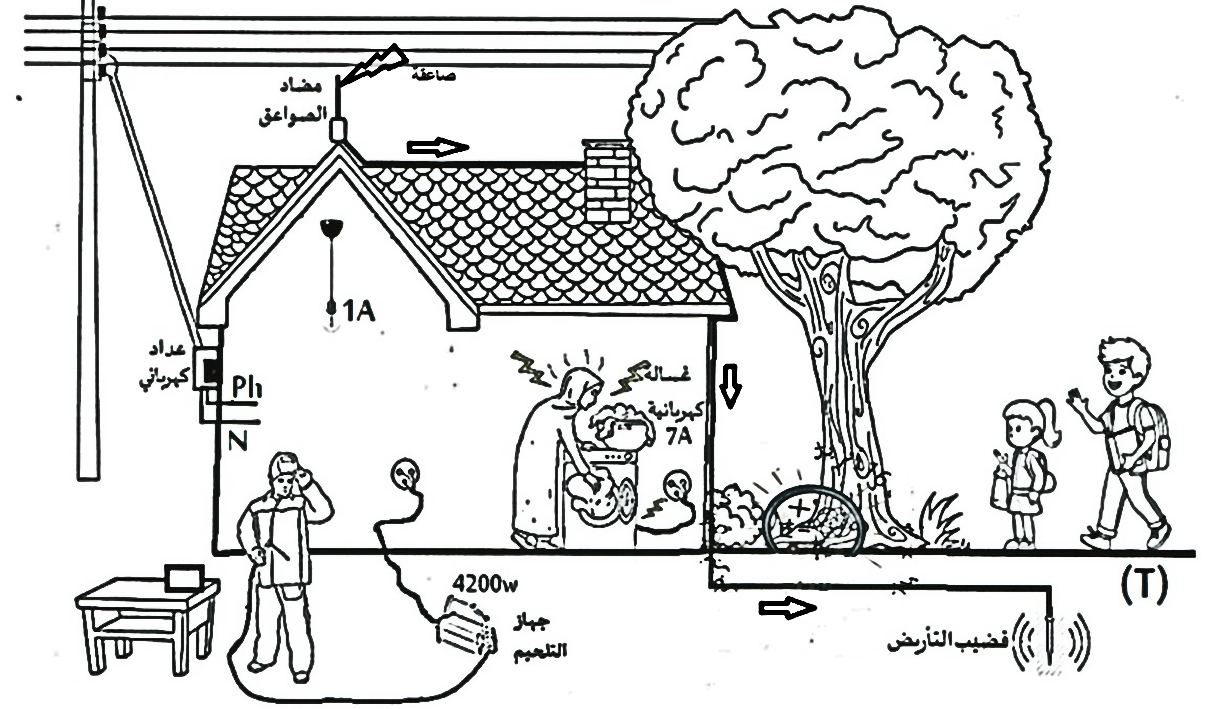 صاعقة
مضاد
الصواعق
1A
عداد
كهربائي
Ph
N
غسالة
كهربائية
7A
4200w
جهاز
التلحيم
(T)
قضيب التأريض